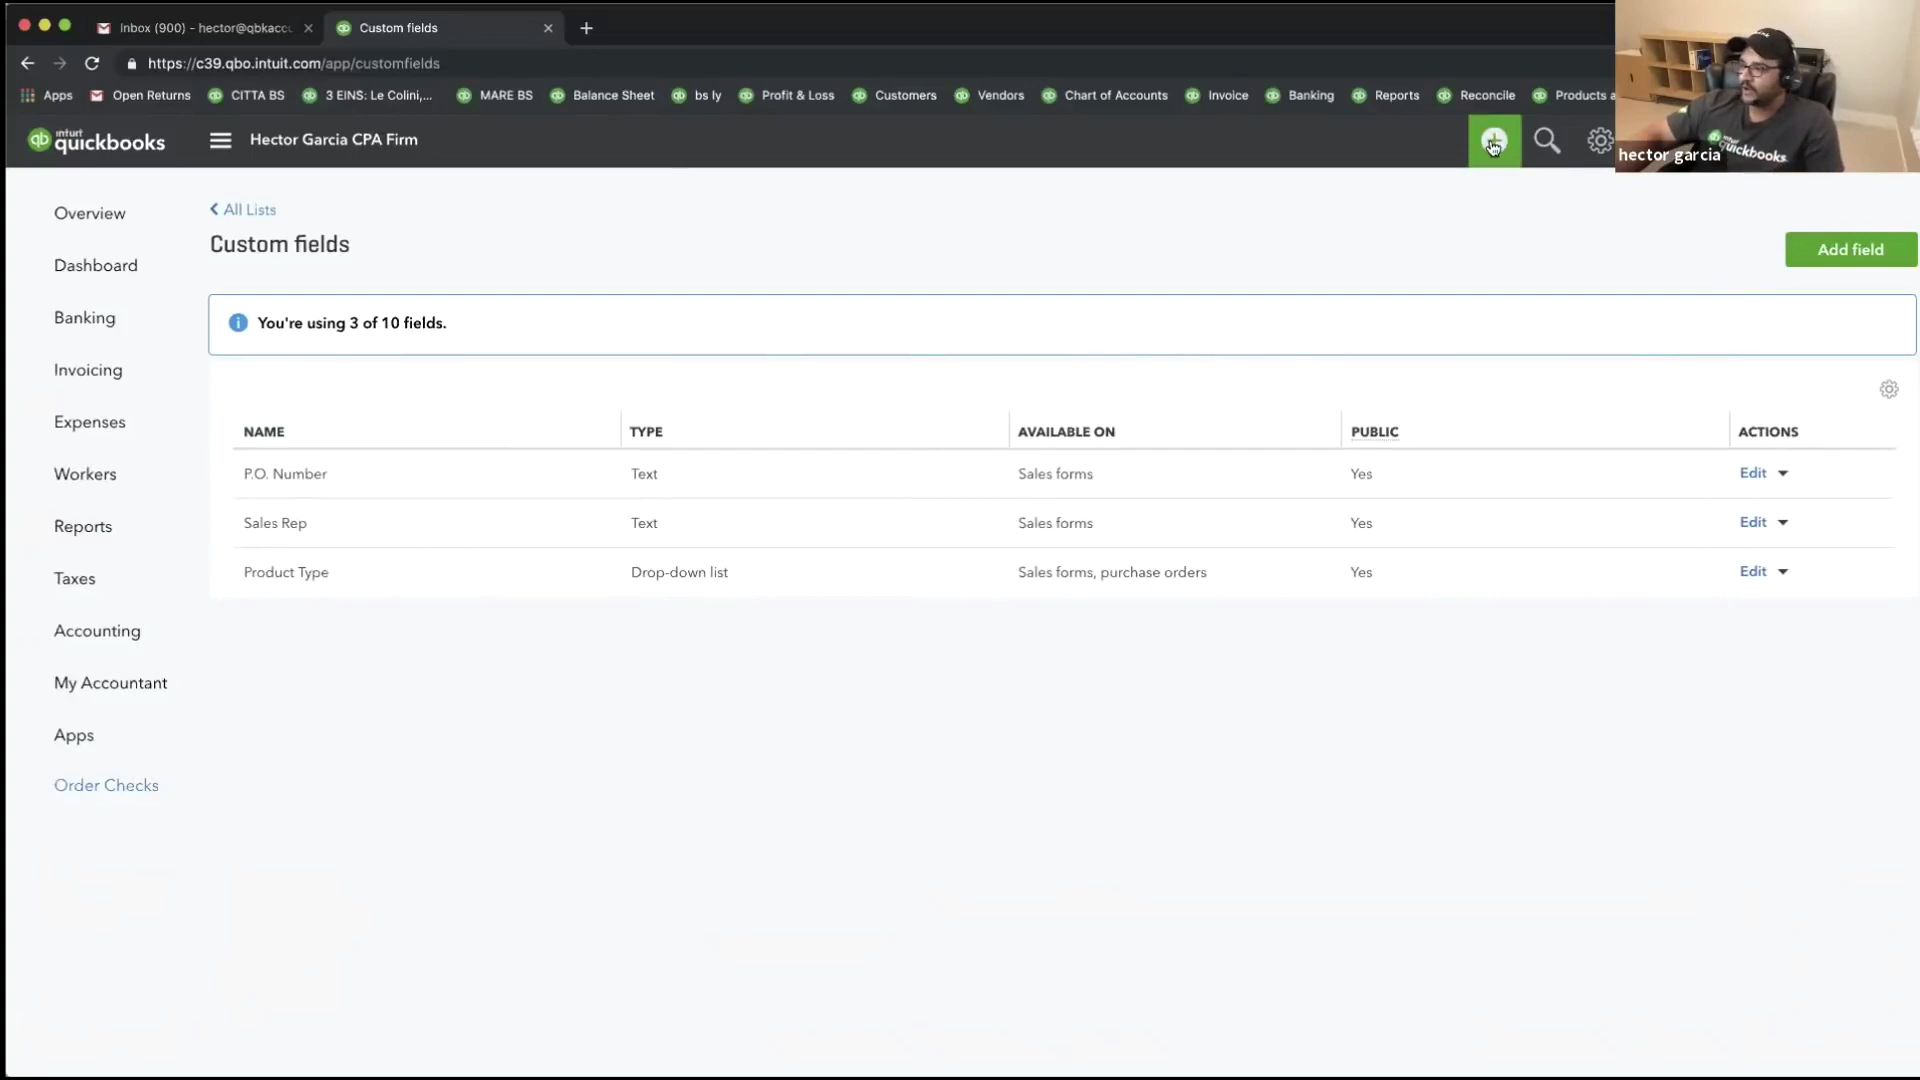 Inbox (900) - hector@qbkacc
Custom fields
https://c39.qbo.intuit.com/app/customfields
Apps
Open Returns
CITTA BS
3 EINS: Le Colini,...
MARE BS
Balance Sheet
bs ly
Profit & Loss
Customers
Vendors
Chart of Accounts
Invoice
Banking
Reports
Reconcile
Products a
intuit
quickbooks
Hector Garcia CPA Firm
intuit
quickbooks.
hector garcia
Overview
Dashboard
Banking
Invoicing
Expenses
Workers
Reports
Taxes
Accounting
My Accountant
Apps
Order Checks
All Lists
Custom fields
Add field
You're using 3 of 10 fields.
NAME TYPE AVAILABLE ON PUBLIC ACTIONS
P.O. Number Text Sales forms Yes Edit
Sales Rep Text Sales forms Yes Edit
Product Type Drop-down list Sales forms, purchase orders Yes Edit